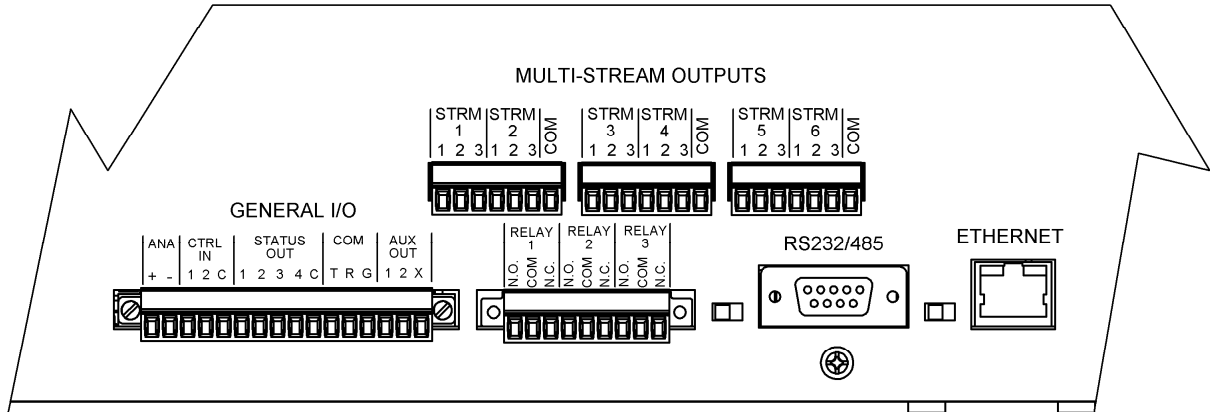 MULTI-STREAM OUTPUTS
STRM STRM STRM STRM STRM STRM
1 2 3 4 5 6
1 2 3 1 2 3 COM 1 2 3 1 2 3 COM 1 2 3 1 2 3 COM
GENERAL I/O
ANA CTRL IN STATUS OUT COM AUX OUT
+ - 1 2 C 1 2 3 4 C T R G 1 2 X
RELAY RELAY RELAY
1 2 3
N.O. COM N.C. N.O. COM N.C. N.O. COM N.C.
RS232/485
ETHERNET